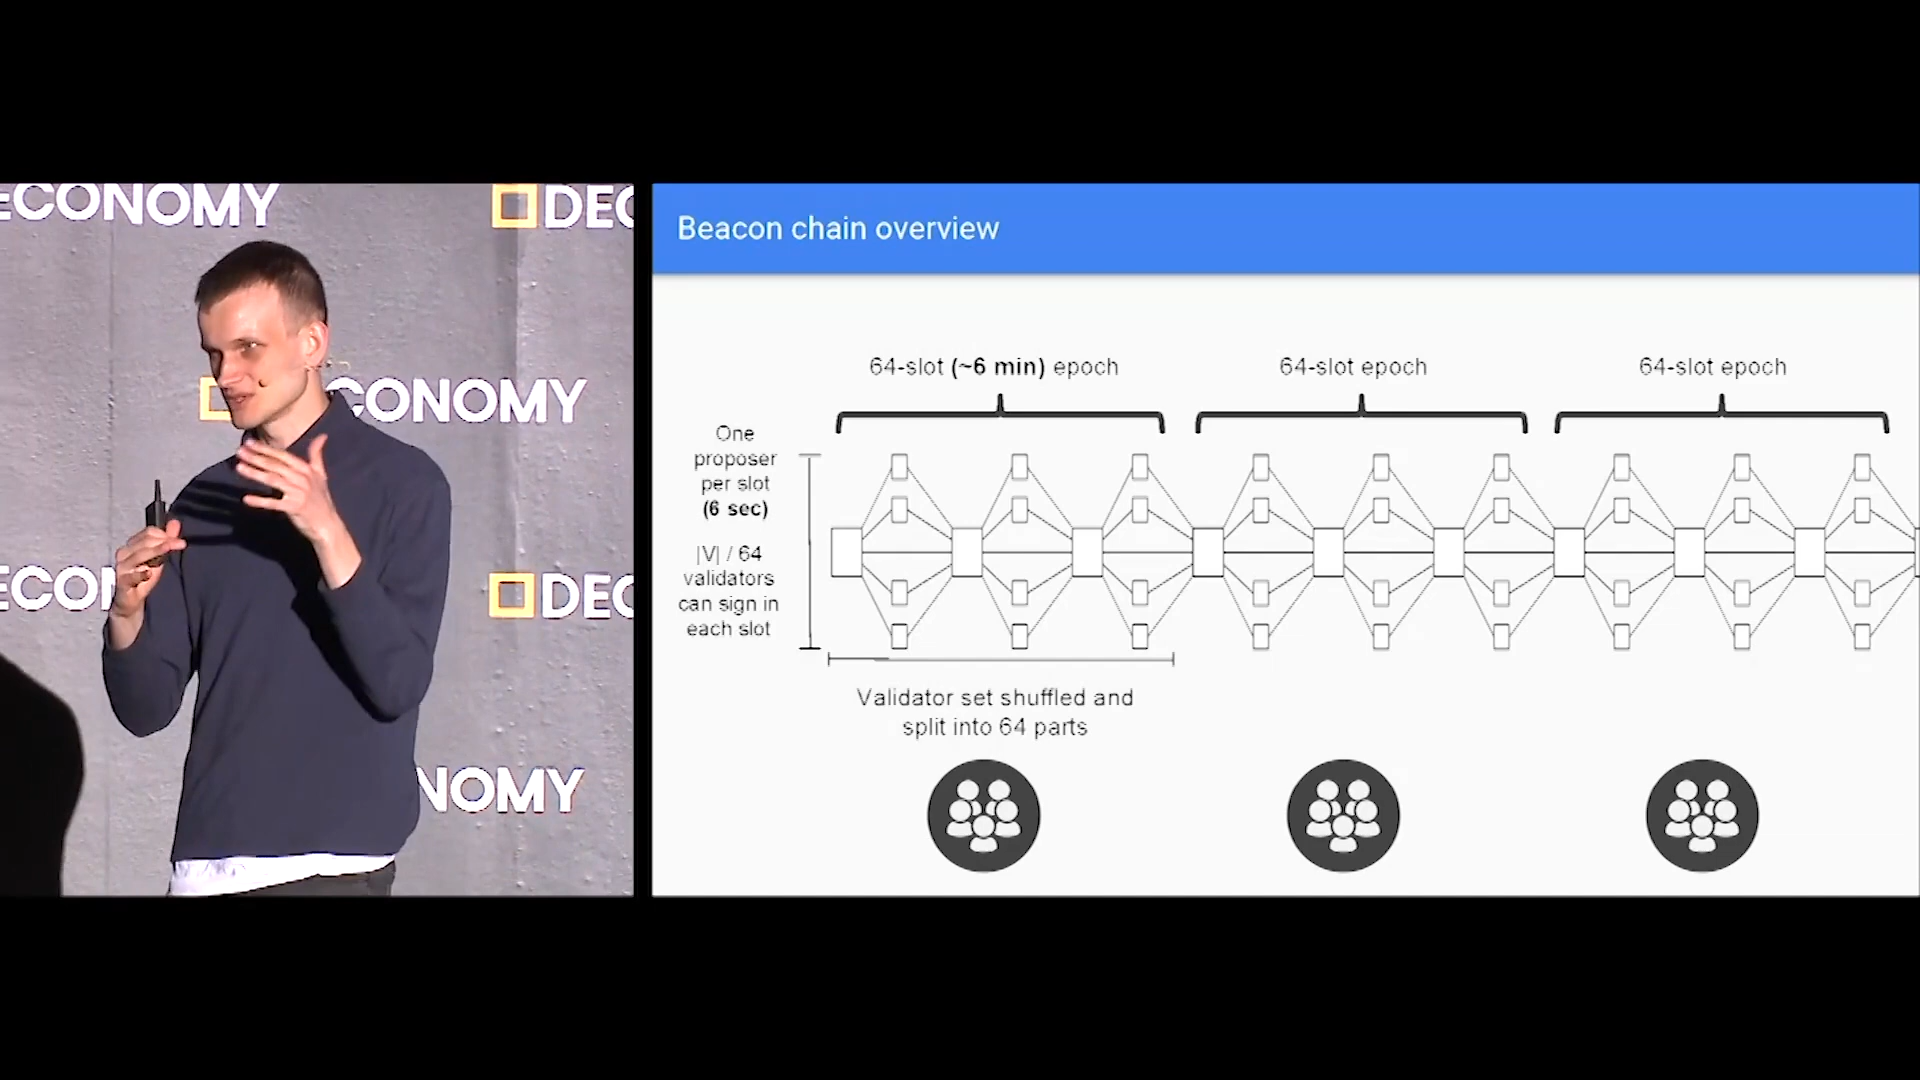 ECONOMY
DEC
CONOMY
ECON
DEC
NOMY
Beacon chain overview
64-slot (~6 min) epoch
64-slot epoch
64-slot epoch
One
proposer
per slot
(6 sec)
|V| / 64
validators
can sign in
each slot
Validator set shuffled and
split into 64 parts